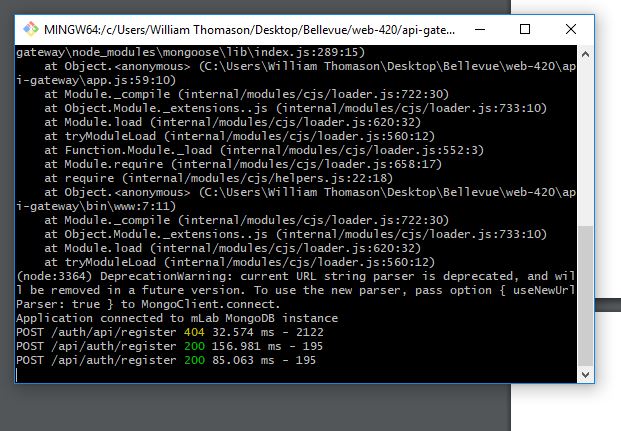 MINGW64:/c/Users/William Thomason/Desktop/Bellevue/web-420/api-gate...
gateway\node_modules\mongoose\lib\index.js:289:15)
at Object.<anonymous> (C:\Users\William Thomason\Desktop\Bellevue\web-420\ap
i-gateway\app.js:59:10)
at Module._compile (internal/modules/cjs/loader.js:722:30)
at Object.Module._extensions..js (internal/modules/cjs/loader.js:733:10)
at Module.load (internal/modules/cjs/loader.js:620:32)
at tryModuleLoad (internal/modules/cjs/loader.js:560:12)
at Function.Module._load (internal/modules/cjs/loader.js:552:3)
at Module.require (internal/modules/cjs/loader.js:658:17)
at require (internal/modules/cjs/helpers.js:22:18)
at Object.<anonymous> (C:\Users\William Thomason\Desktop\Bellevue\web-420\ap
i-gateway\bin\www:7:11)
at Module._compile (internal/modules/cjs/loader.js:722:30)
at Object.Module._extensions..js (internal/modules/cjs/loader.js:733:10)
at Module.load (internal/modules/cjs/loader.js:620:32)
at tryModuleLoad (internal/modules/cjs/loader.js:560:12)
(node:3364) DeprecationWarning: current URL string parser is deprecated, and wil
l be removed in a future version. To use the new parser, pass option { useNewUrl
Parser: true } to MongoClient.connect.
Application connected to mLab MongoDB instance
POST /auth/api/register 404 32.574 ms - 2122
POST /api/auth/register 200 156.981 ms - 195
POST /api/auth/register 200 85.063 ms - 195